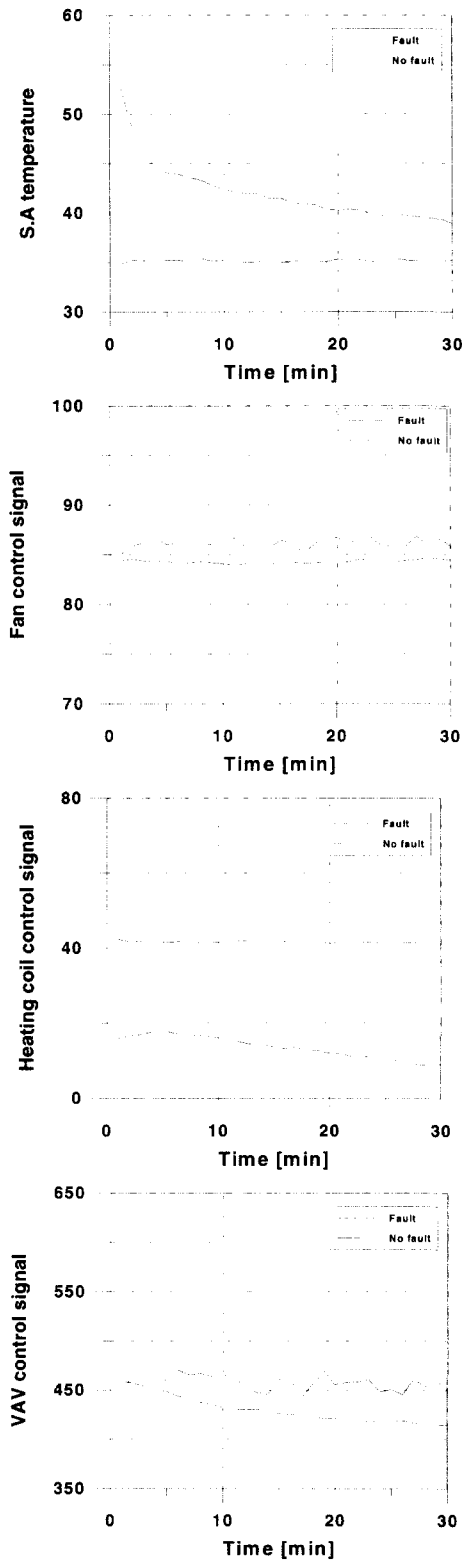 60
50
40
30
S.A temperature
Fault
No fault
0 10 20 30
Time [min]
100
90
80
70
Fan control signal
Fault
No fault
0 10 20 30
Time [min]
80
40
0
Heating coil control signal
Fault
No fault
0 10 20 30
Time [min]
650
550
450
350
VAV control signal
Fault
No fault
0 10 20 30
Time [min]